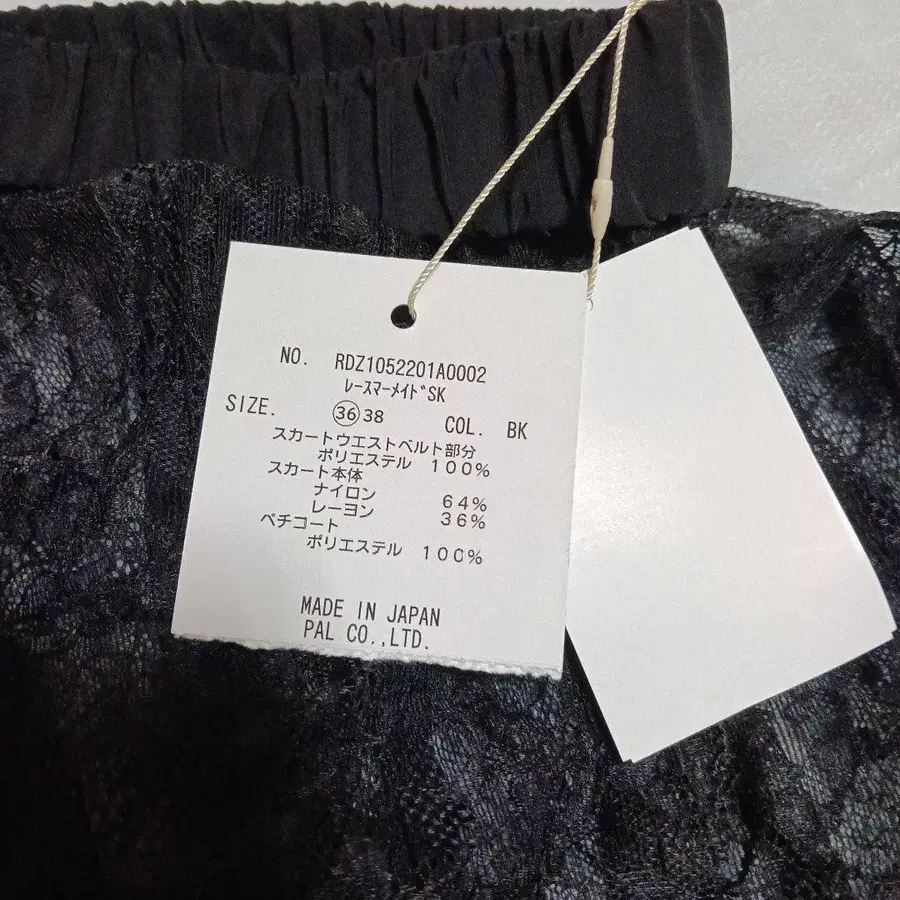 NO. RDZ1052201A0002
ﾚｰｽﾏｰﾒｲﾄﾞSK
SIZE. 36 38 COL. BK
スカートウエストベルト部分
ポリエステル 100%
スカート本体
ナイロン 64%
レーヨン 36%
ペチコート
ポリエステル 100%
MADE IN JAPAN
PAL CO.,LTD.